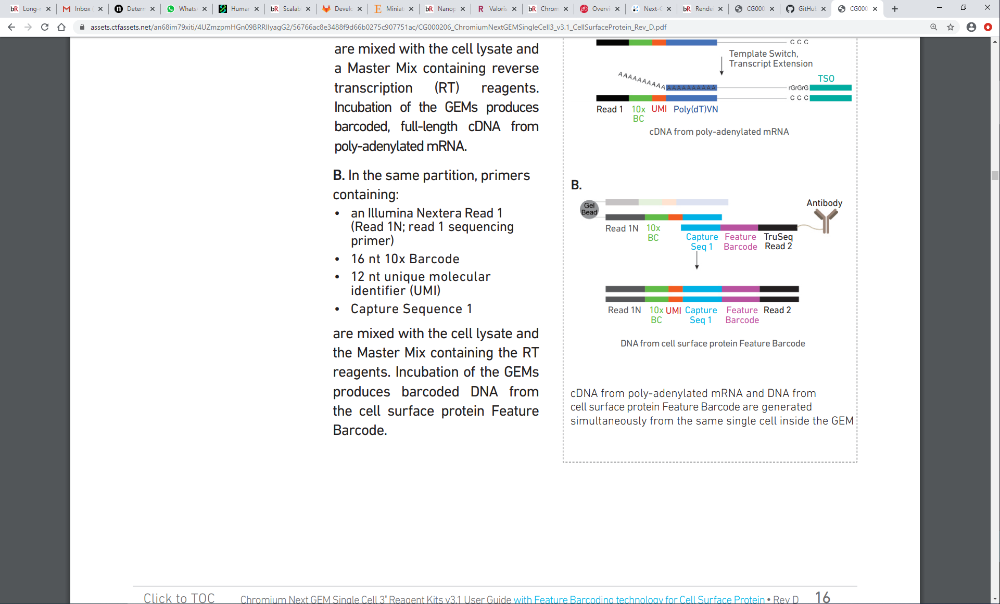 Long-r
Inbox
Determ
Whats
Humar
Scalab
Develo
Miniat
Nanop
Valoris
Chrom
Overvi
Next-G
Rende
CG000
GitHub
CG000
assets.ctfassets.net/an68im79xiti/4UZmzpmHGn09BRRIlyagG2/56766ac8e3488f9d66b0275c907751ac/CG000206_ChromiumNextGEMSingleCell3_v3.1_CellSurfaceProtein_Rev_D.pdf
are mixed with the cell lysate and
a Master Mix containing reverse
transcription (RT) reagents.
Incubation of the GEMs produces
barcoded, full-length cDNA from
poly-adenylated mRNA.
B. In the same partition, primers
containing:
• an Illumina Nextera Read 1
(Read 1N; read 1 sequencing
primer)
• 16 nt 10x Barcode
• 12 nt unique molecular
identifier (UMI)
• Capture Sequence 1
are mixed with the cell lysate and
the Master Mix containing the RT
reagents. Incubation of the GEMs
produces barcoded DNA from
the cell surface protein Feature
Barcode.
C C C
Template Switch,
Transcript Extension
AAAAAAAAAA AAAAAAAAAA
rGrGrG
TSO
C C C
Read 1 10x UMI Poly(dT)VN
BC
cDNA from poly-adenylated mRNA
B.
Gel
Bead
Antibody
Read 1N 10x
BC
Capture Feature TruSeq
Seq 1 Barcode Read 2
Read 1N 10x UMI Capture Feature Read 2
BC Seq 1 Barcode
DNA from cell surface protein Feature Barcode
cDNA from poly-adenylated mRNA and DNA from
cell surface protein Feature Barcode are generated
simultaneously from the same single cell inside the GEM
Click to TOC
Chromium Next GEM Single Cell 3' Reagent Kits v3.1 User Guide with Feature Barcoding technology for Cell Surface Protein • Rev D
16